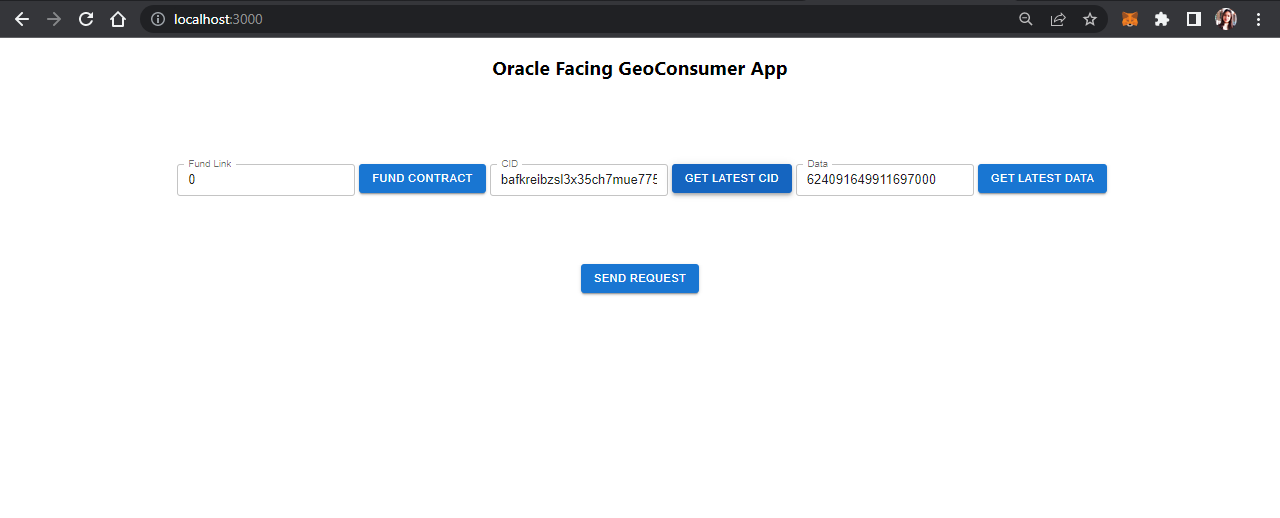 localhost:3000
Oracle Facing GeoConsumer App
Fund Link
0
FUND CONTRACT
CID
bafkreibzsl3x35ch7mue775
GET LATEST CID
Data
624091649911697000
GET LATEST DATA
SEND REQUEST